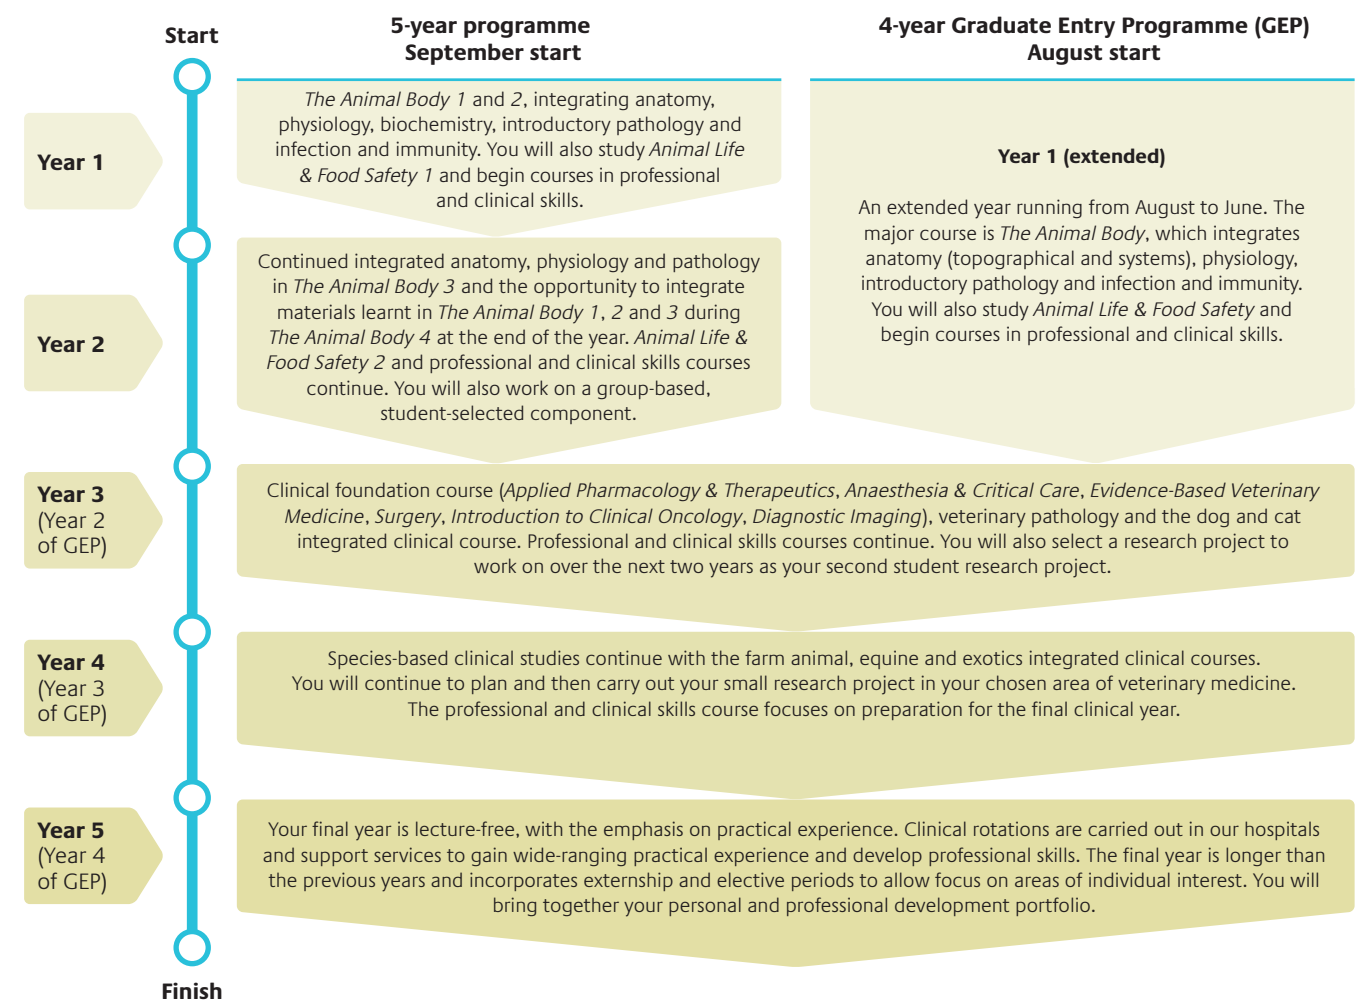 Start
5-year programme
September start
4-year Graduate Entry Programme (GEP)
August start
Year 1
The Animal Body 1 and 2, integrating anatomy,
physiology, biochemistry, introductory pathology and
infection and immunity. You will also study Animal Life
& Food Safety 1 and begin courses in professional
and clinical skills.
Year 1 (extended)
An extended year running from August to June. The
major course is The Animal Body, which integrates
anatomy (topographical and systems), physiology,
introductory pathology and infection and immunity.
You will also study Animal Life & Food Safety and
begin courses in professional and clinical skills.
Year 2
Continued integrated anatomy, physiology and pathology
in The Animal Body 3 and the opportunity to integrate
materials learnt in The Animal Body 1, 2 and 3 during
The Animal Body 4 at the end of the year. Animal Life &
Food Safety 2 and professional and clinical skills courses
continue. You will also work on a group-based,
student-selected component.
Year 3
(Year 2
of GEP)
Clinical foundation course (Applied Pharmacology & Therapeutics, Anaesthesia & Critical Care, Evidence-Based Veterinary
Medicine, Surgery, Introduction to Clinical Oncology, Diagnostic Imaging), veterinary pathology and the dog and cat
integrated clinical course. Professional and clinical skills courses continue. You will also select a research project to
work on over the next two years as your second student research project.
Year 4
(Year 3
of GEP)
Species-based clinical studies continue with the farm animal, equine and exotics integrated clinical courses.
You will continue to plan and then carry out your small research project in your chosen area of veterinary medicine.
The professional and clinical skills course focuses on preparation for the final clinical year.
Year 5
(Year 4
of GEP)
Your final year is lecture-free, with the emphasis on practical experience. Clinical rotations are carried out in our hospitals
and support services to gain wide-ranging practical experience and develop professional skills. The final year is longer than
the previous years and incorporates externship and elective periods to allow focus on areas of individual interest. You will
bring together your personal and professional development portfolio.
Finish